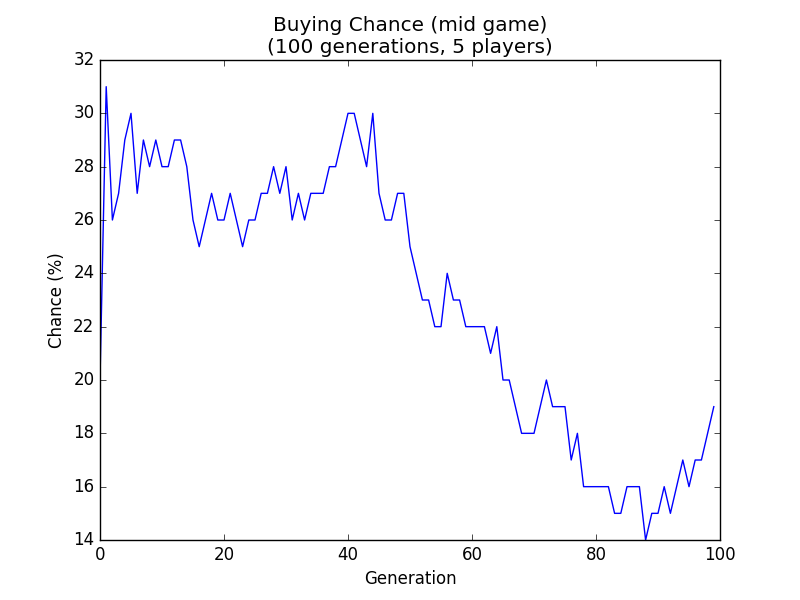 Buying Chance (mid game)
(100 generations, 5 players)
32
30
28
26
24
22
20
18
16
14
Chance (%)
0 20 40 60 80 100
Generation